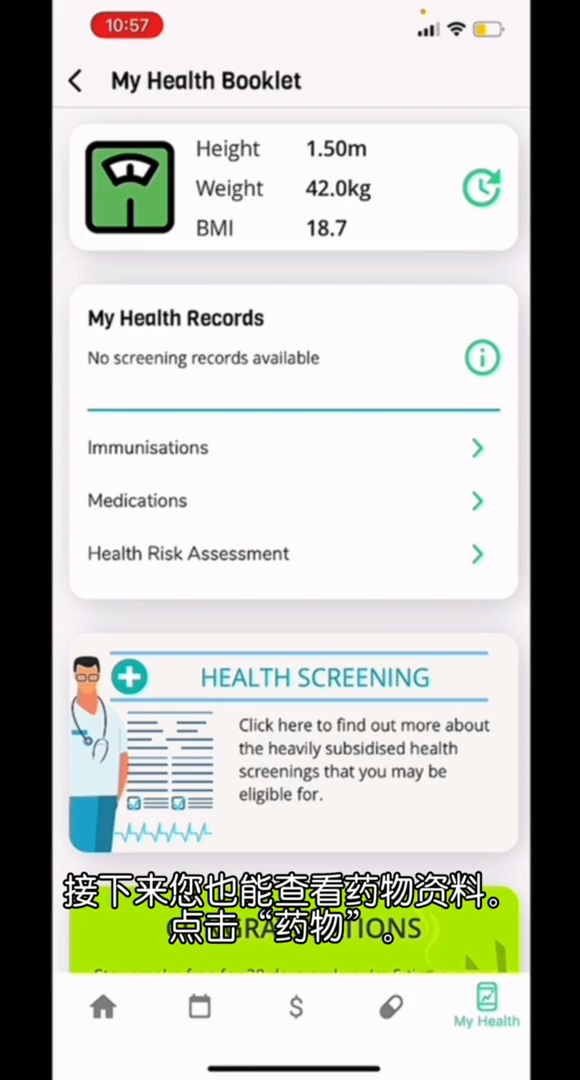 10:57
My Health Booklet
Height 1.50m
Weight 42.0kg
BMI 18.7
My Health Records
No screening records available
Immunisations
Medications
Health Risk Assessment
HEALTH SCREENING
Click here to find out more about
the heavily subsidised health
screenings that you may be
eligible for.
接下来您也能查看药物资料。
点击“药物”。
My Health